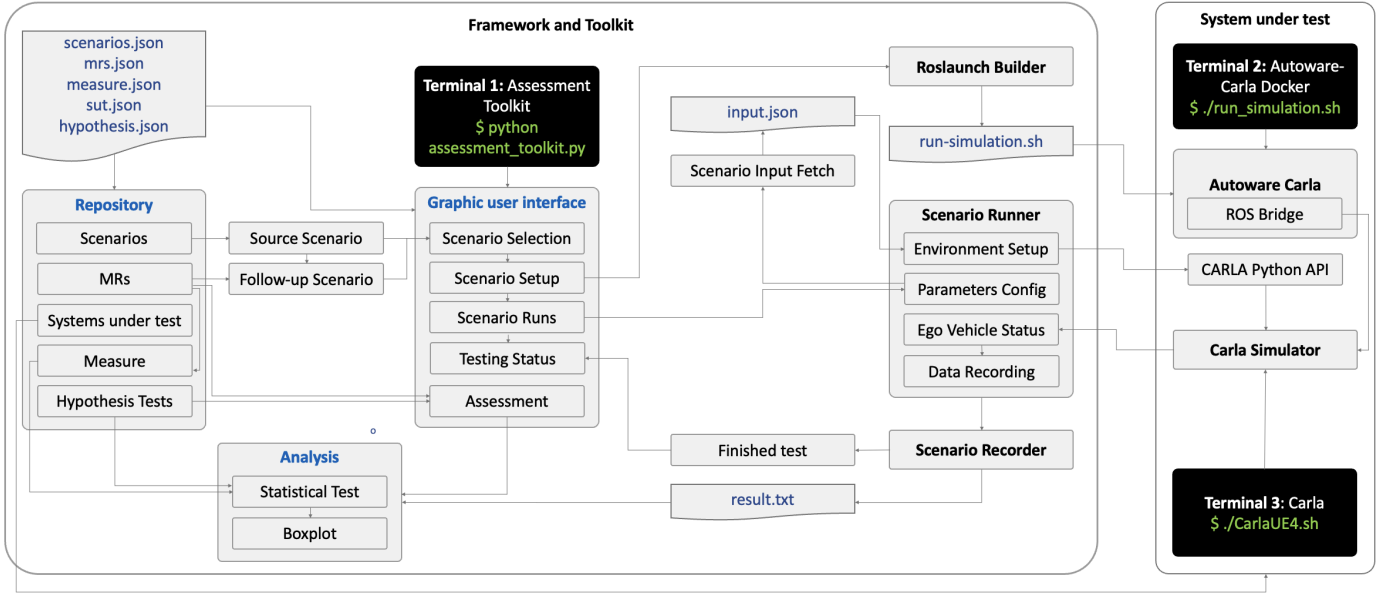 Framework and Toolkit
System under test
scenarios.json
mrs.json
measure.json
sut.json
hypothesis.json
Terminal 1: Assessment
Toolkit
$ python
assessment_toolkit.py
Roslaunch Builder
input.json
run-simulation.sh
Scenario Input Fetch
Terminal 2: Autoware-
Carla Docker
$ ./run_simulation.sh
Repository
Scenarios
MRs
Systems under test
Measure
Hypothesis Tests
Source Scenario
Follow-up Scenario
Graphic user interface
Scenario Selection
Scenario Setup
Scenario Runs
Testing Status
Assessment
Scenario Runner
Environment Setup
Parameters Config
Ego Vehicle Status
Data Recording
Autoware Carla
ROS Bridge
CARLA Python API
Carla Simulator
Analysis
Statistical Test
Boxplot
Finished test
result.txt
Scenario Recorder
Terminal 3: Carla
$ ./CarlaUE4.sh